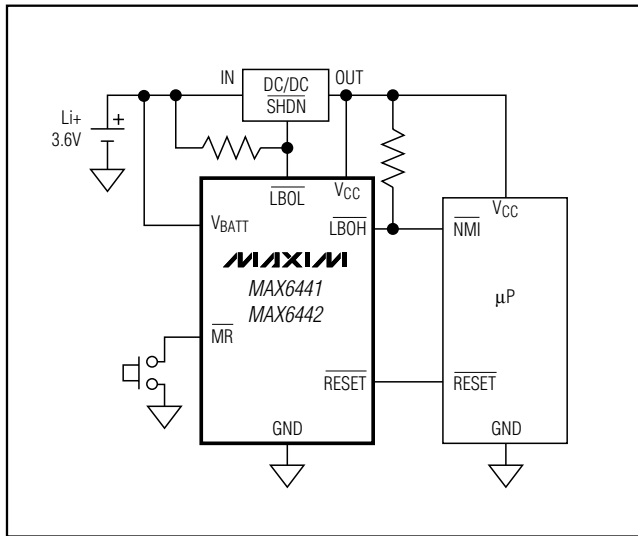 IN
DC/DC
OUT
SHDN
Li+
+
3.6V
LBOL
VCC
VBATT
LBOH
NMI
VCC
MAXIM
MAX6441
MAX6442
µP
MR
RESET
RESET
GND
GND